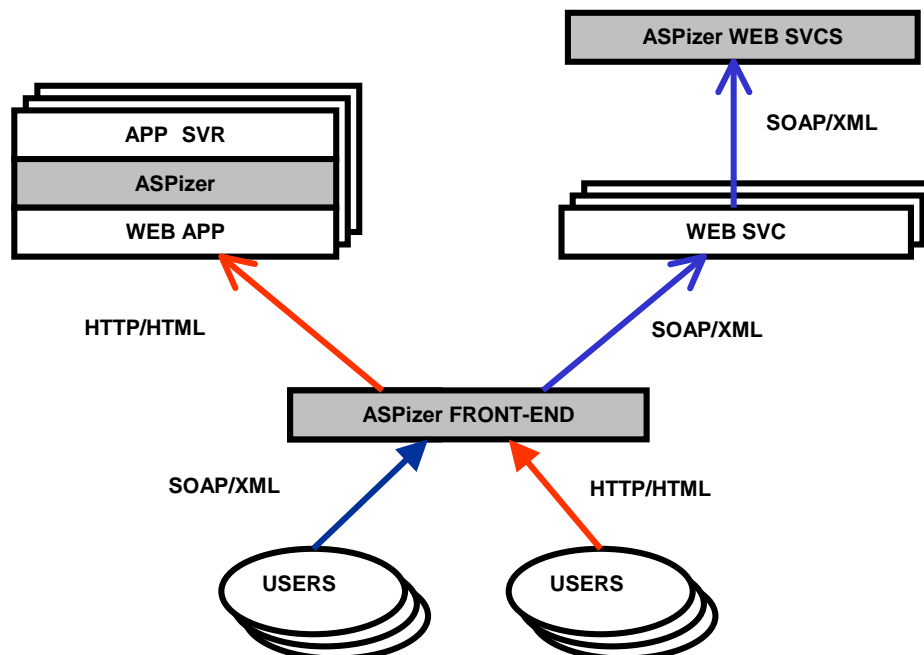 ASPizer WEB SVCS
SOAP/XML
APP SVR
ASPizer
WEB APP
WEB SVC
HTTP/HTML
SOAP/XML
ASPizer FRONT-END
SOAP/XML
HTTP/HTML
USERS
USERS